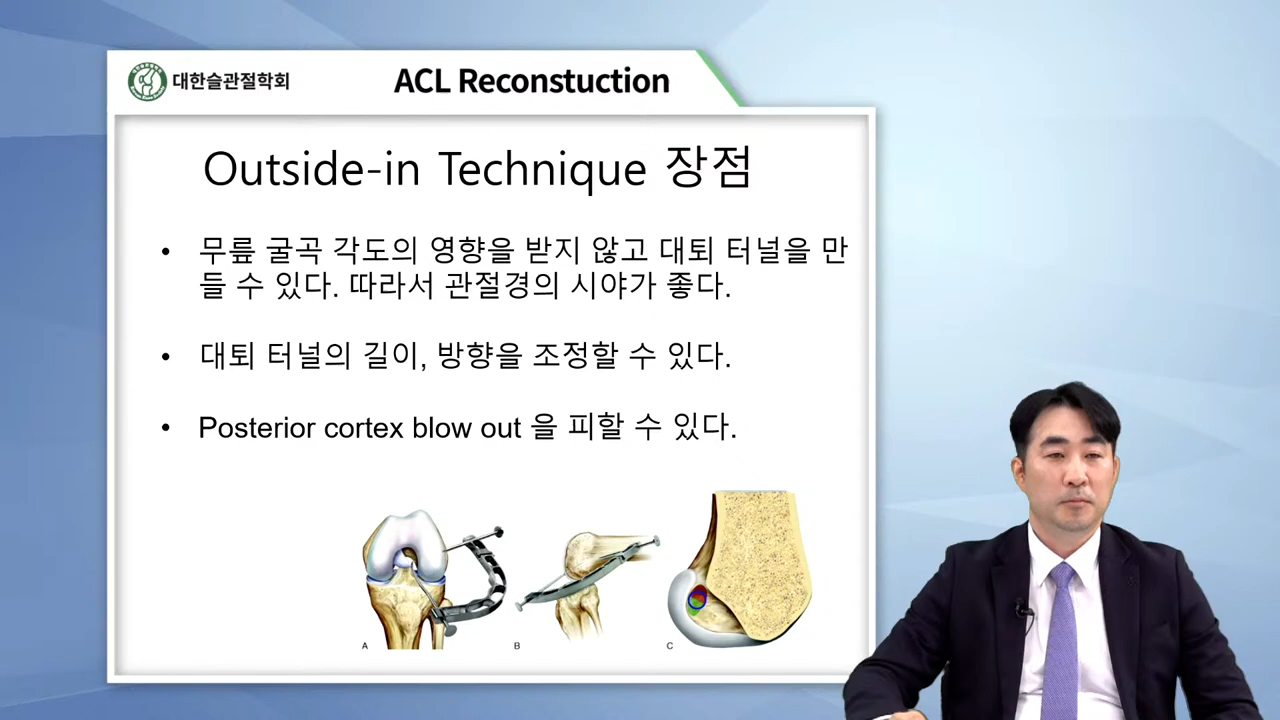 대한슬관절학회
ACL Reconstuction
Outside-in Technique 장점
• 무릎 굴곡 각도의 영향을 받지 않고 대퇴 터널을 만
들 수 있다. 따라서 관절경의 시야가 좋다.
• 대퇴 터널의 길이, 방향을 조정할 수 있다.
• Posterior cortex blow out 을 피할 수 있다.
A B C